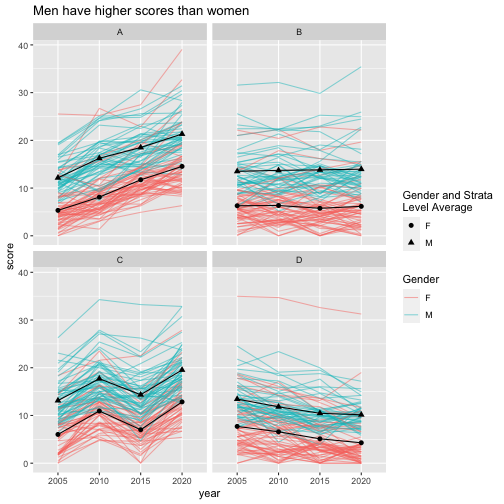 Men have higher scores than women
A
B
40
30
20
10
0
C
D
40
30
20
10
0
2005 2010 2015 2020
2005 2010 2015 2020
year
score
Gender and Strata
Level Average
F
M
Gender
F
M